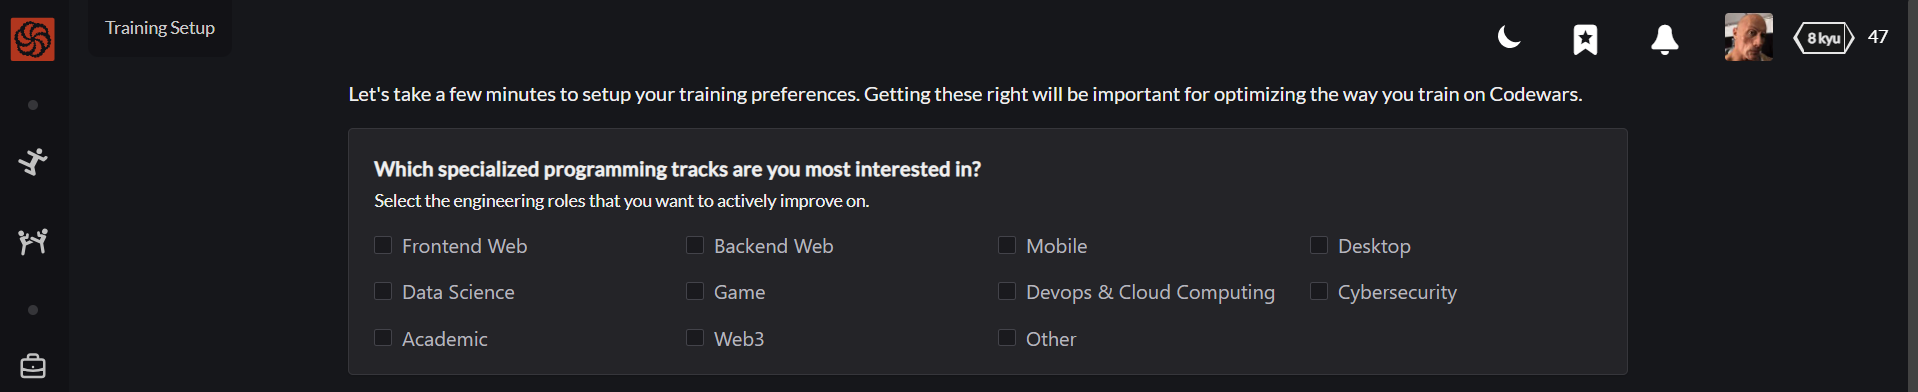 Training Setup
8 kyu 47
Let's take a few minutes to setup your training preferences. Getting these right will be important for optimizing the way you train on Codewars.
Which specialized programming tracks are you most interested in?
Select the engineering roles that you want to actively improve on.
Frontend Web Backend Web Mobile Desktop
Data Science Game Devops & Cloud Computing Cybersecurity
Academic Web3 Other